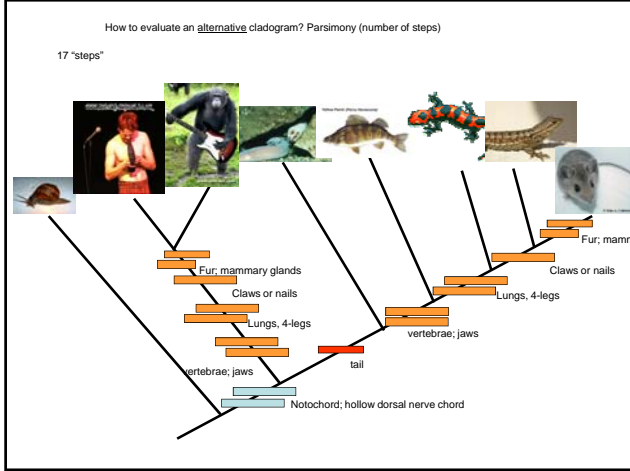 How to evaluate an alternative cladogram? Parsimony (number of steps)
17 “steps”
Fur; mamm
Fur; mammary glands
Claws or nails
Claws or nails
Lungs, 4-legs
Lungs, 4-legs
vertebrae; jaws
tail
vertebrae; jaws
Notochord; hollow dorsal nerve chord